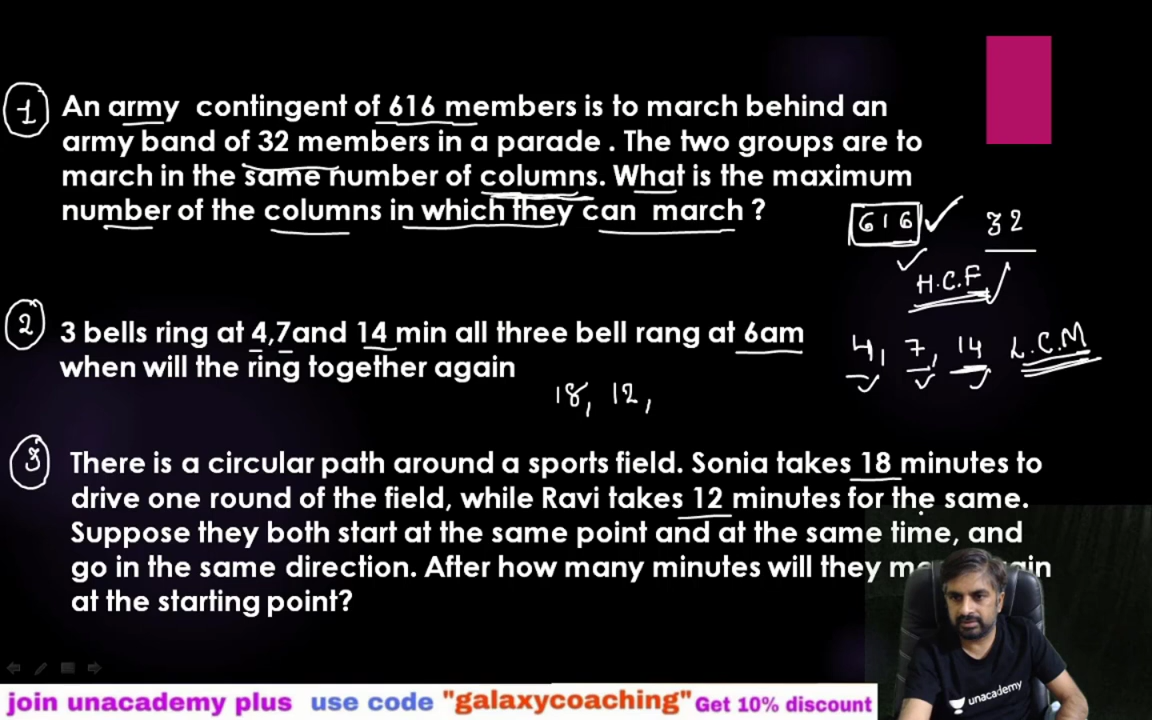 1 An army contingent of 616 members is to march behind an
army band of 32 members in a parade . The two groups are to
march in the same number of columns. What is the maximum
number of the columns in which they can march ?
616 32
H.C.F
2 3 bells ring at 4,7and 14 min all three bell rang at 6am
when will the ring together again
4, 7, 14 L.C.M
18, 12,
3 There is a circular path around a sports field. Sonia takes 18 minutes to
drive one round of the field, while Ravi takes 12 minutes for the same.
Suppose they both start at the same point and at the same time, and
go in the same direction. After how many minutes will they
at the starting point?
unacademy
join unacademy plus use code "galaxycoaching" Get 10% discount